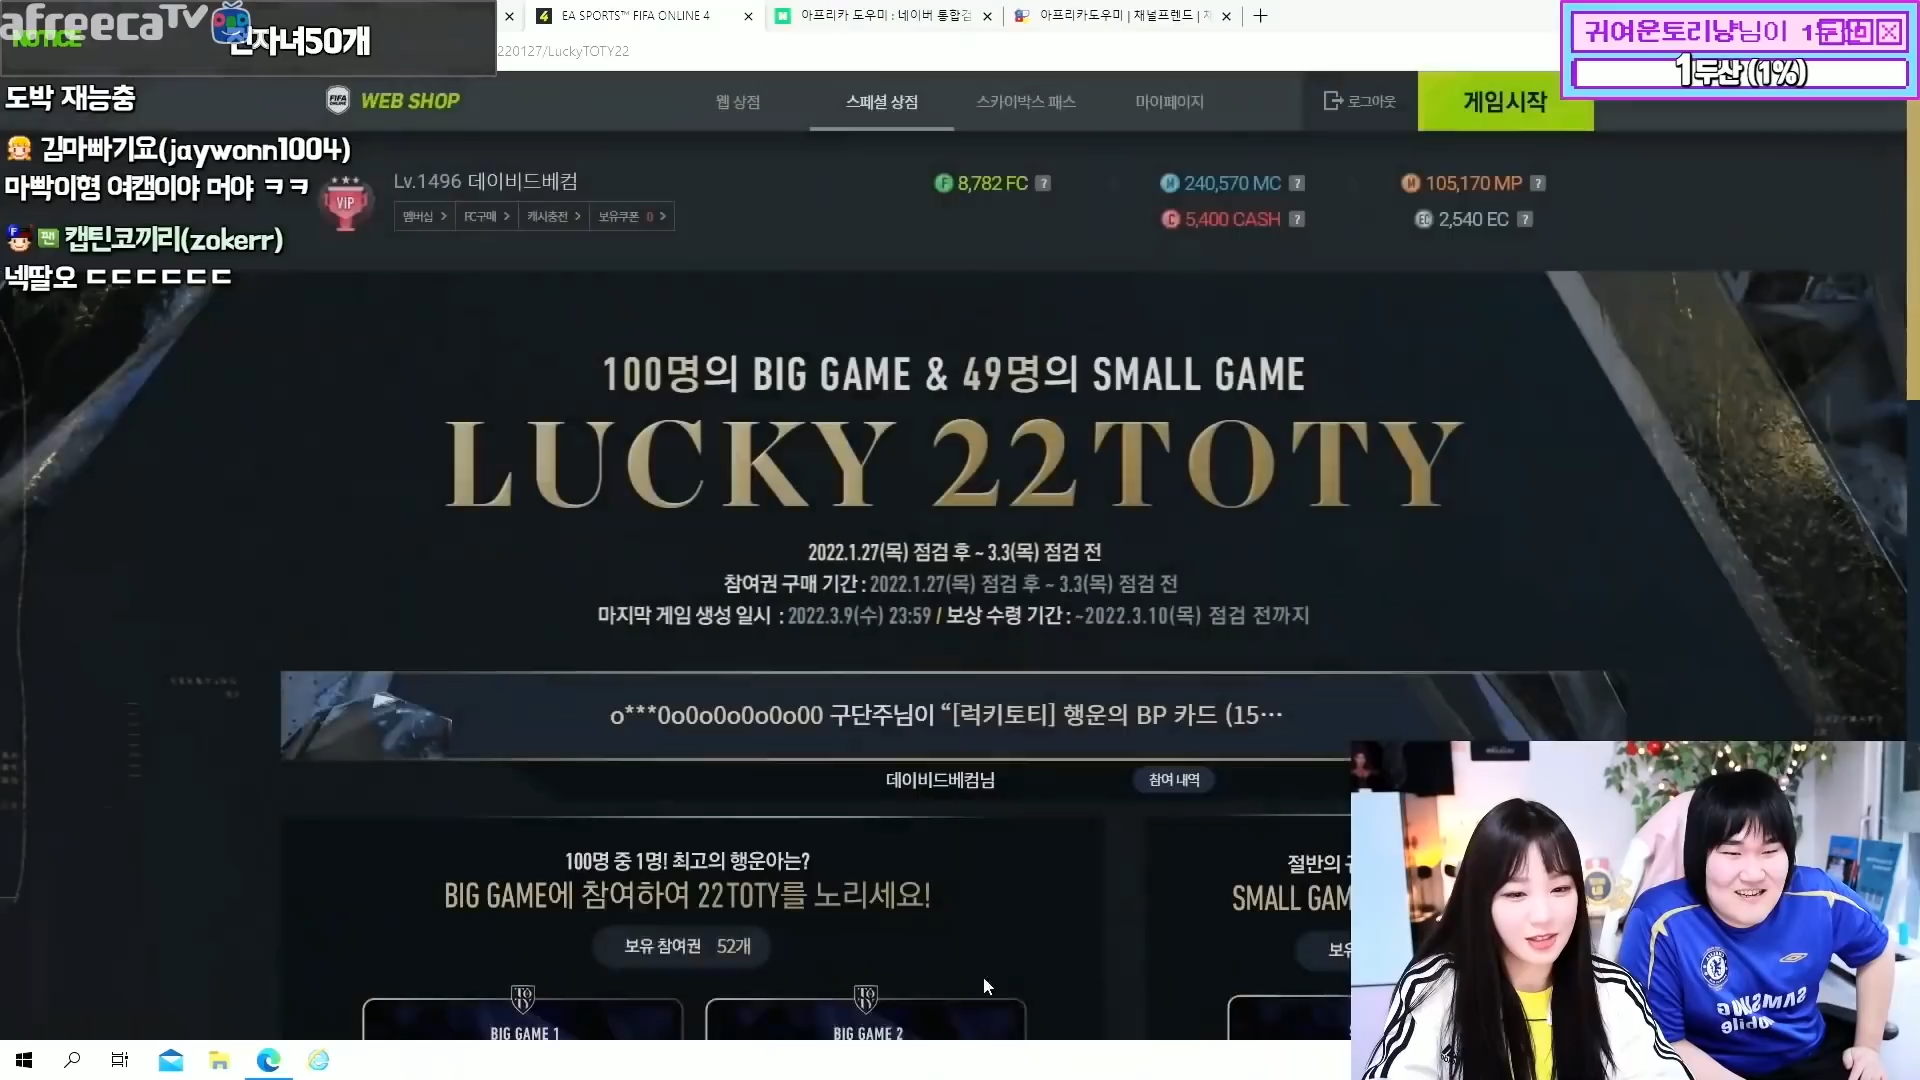 afreecaTV
NOTICE
인자녀50개
EA SPORTS™ FIFA ONLINE 4
아프리카 도우미 : 네이버 통합검
아프리카도우미 | 채널프렌드 |
220127/LuckyTOTY22
귀여운토리냥님이
1두산 (1%)
도박 재능충
김마빠기요(jaywonn1004)
마빡이형 여캠이야 머야 ㅋㅋ
팬 캡틴코끼리(zokerr)
넥딸오 ㄷㄷㄷㄷㄷㄷ
FIFA ONLINE WEB SHOP
웹 상점
스페셜 상점
스카이박스 패스
마이페이지
로그아웃
게임시작
VIP
Lv.1496 데이비드베컴
멤버십 >
FC구매 >
캐시충전 >
보유쿠폰 0 >
F 8,782 FC ?
M 240,570 MC ?
M 105,170 MP ?
C 5,400 CASH ?
EC 2,540 EC ?
100명의 BIG GAME & 49명의 SMALL GAME
LUCKY 22TOTY
2022.1.27(목) 점검 후 ~ 3.3(목) 점검 전
참여권 구매 기간 : 2022.1.27(목) 점검 후 ~ 3.3(목) 점검 전
마지막 게임 생성 일시 : 2022.3.9(수) 23:59 / 보상 수령 기간 : ~2022.3.10(목) 점검 전까지
o***0o0o0o0o0o00 구단주님이 “[럭키토티] 행운의 BP 카드 (15…
데이비드베컴님
참여 내역
100명 중 1명! 최고의 행운아는?
BIG GAME에 참여하여 22TOTY를 노리세요!
보유 참여권 52개
BIG GAME 1
BIG GAME 2
절반의
SMALL GAM
보유
SAMSUNG
mobile